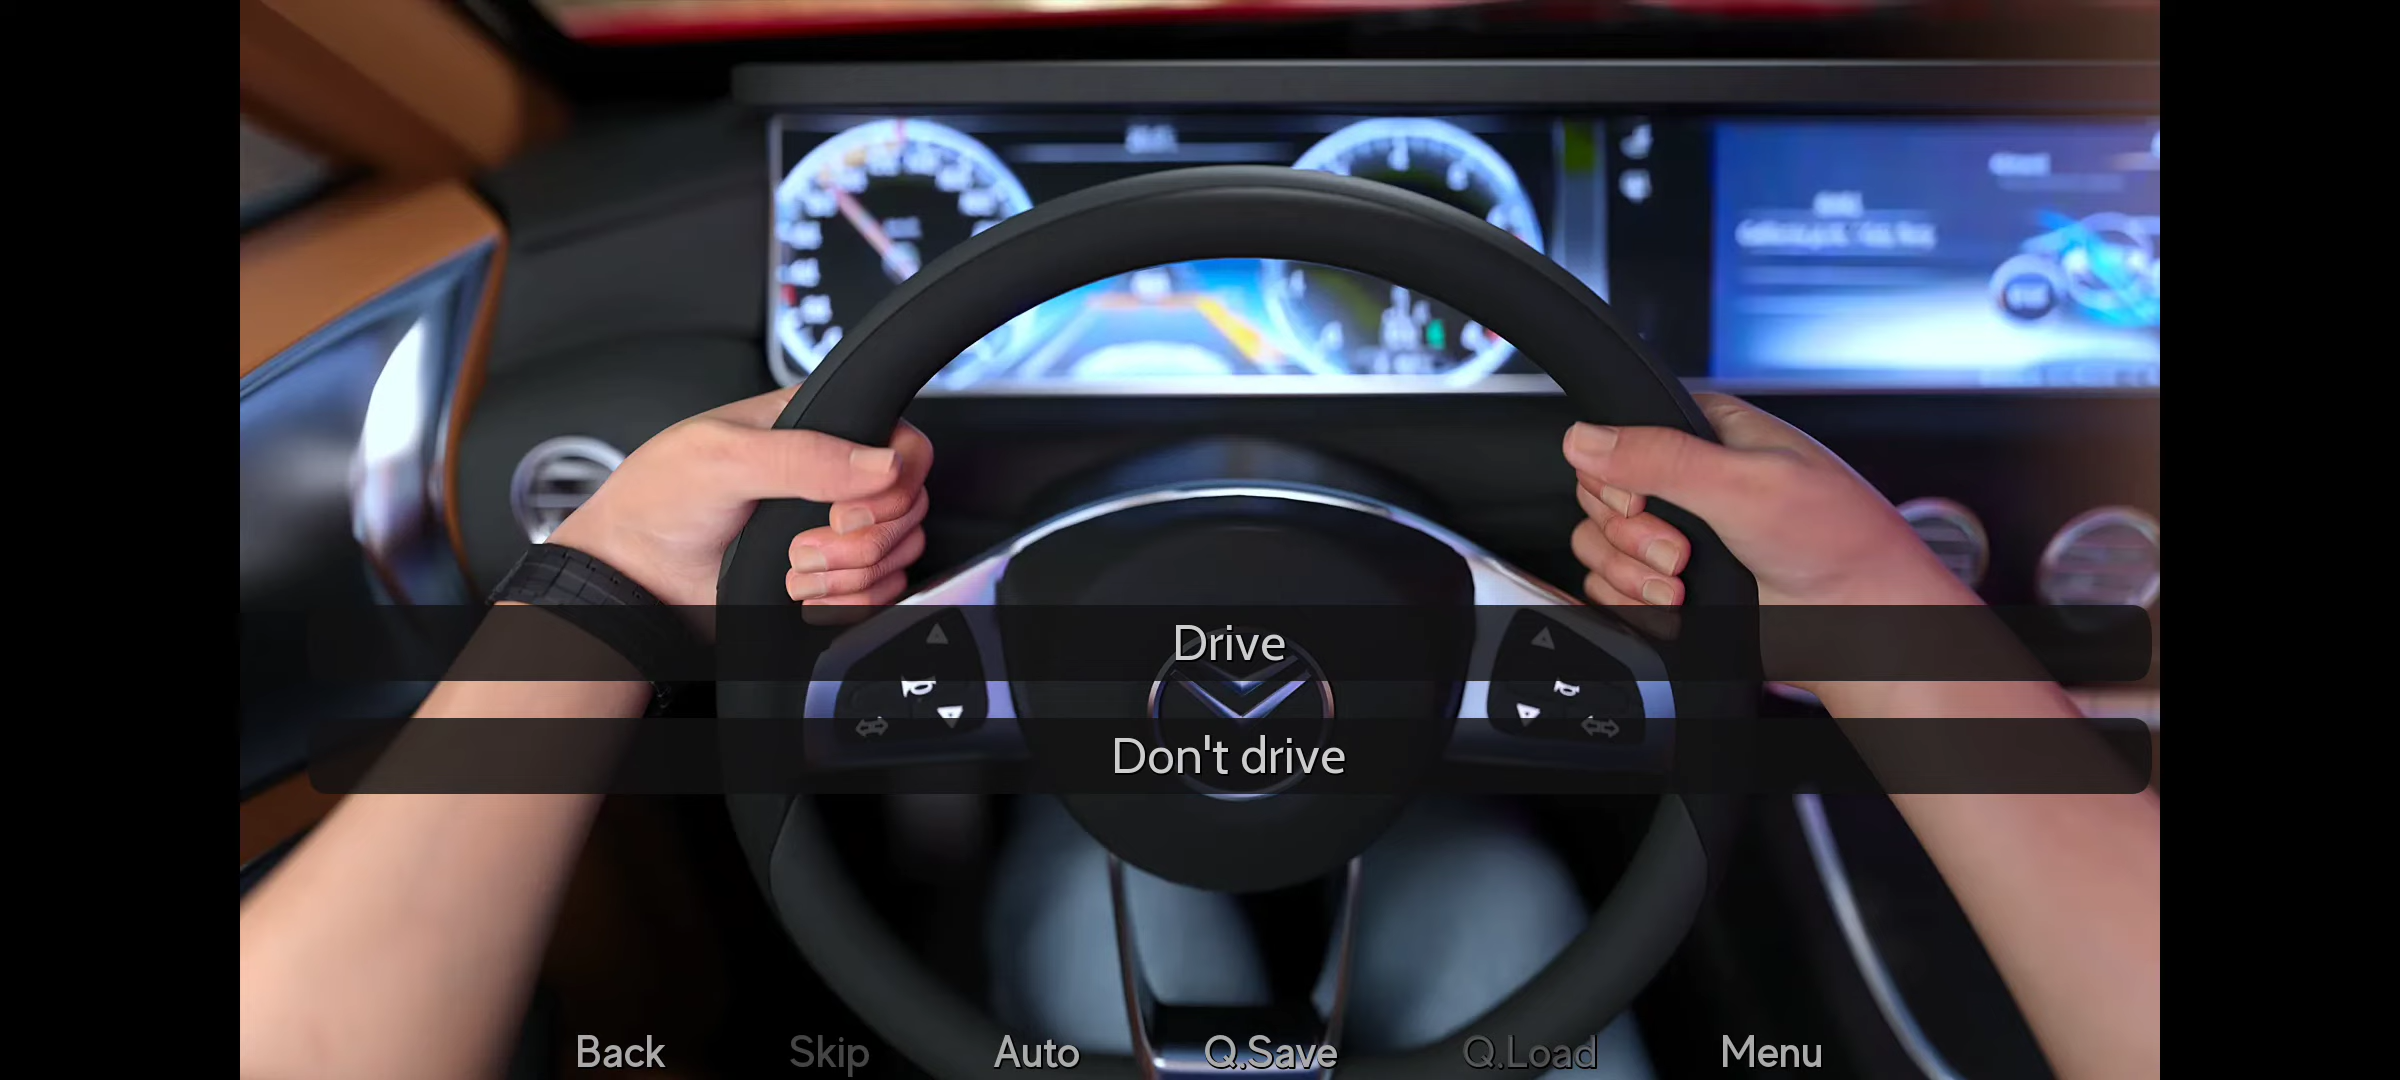 Drive
Don't drive
Back
Skip
Auto
Q.Save
Q.Load
Menu